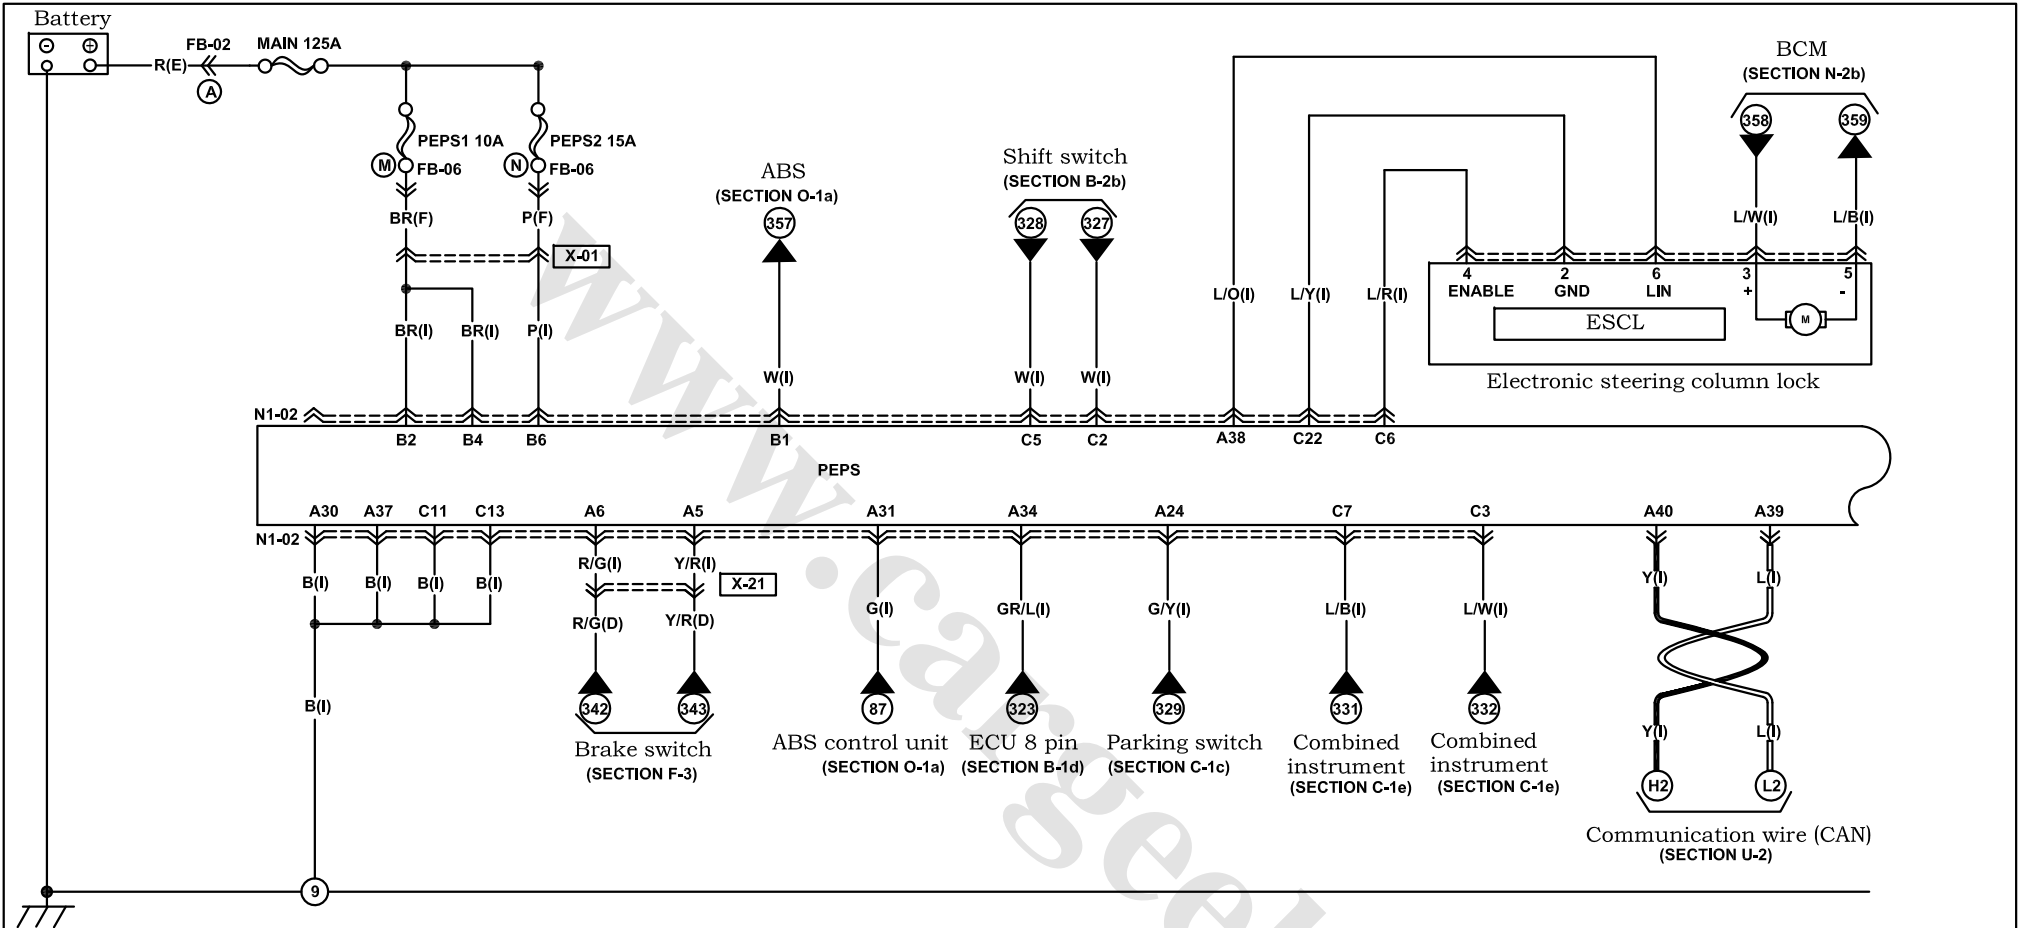 Battery
- +
FB-02 MAIN 125A
R(E)
A
BCM
(SECTION N-2b)
358 359
PEPS1 10A PEPS2 15A
M FB-06 N FB-06
Shift switch
(SECTION B-2b)
ABS
(SECTION O-1a)
BR(F) P(F) 357 328 327 L/W(I) L/B(I)
X-01
4 2 6 3 5
ENABLE GND LIN + -
L/O(I) L/Y(I) L/R(I)
ESCL M
BR(I) BR(I) P(I)
W(I) W(I) W(I)
Electronic steering column lock
N1-02
B2 B4 B6 B1 C5 C2 A38 C22 C6
PEPS
A30 A37 C11 C13 A6 A5 A31 A34 A24 C7 C3 A40 A39
N1-02
R/G(I) Y/R(I)
B(I) B(I) B(I) B(I) X-21 Y(I) L(I)
R/G(D) Y/R(D) G(I) GR/L(I) G/Y(I) L/B(I) L/W(I)
B(I) 342 343 87 323 329 331 332
Y(I) L(I)
Brake switch
(SECTION F-3)
ABS control unit
(SECTION O-1a)
ECU 8 pin
(SECTION B-1d)
Parking switch
(SECTION C-1c)
Combined
instrument
(SECTION C-1e)
Combined
instrument
(SECTION C-1e)
H2 L2
Communication wire (CAN)
(SECTION U-2)
9
www.cargeek